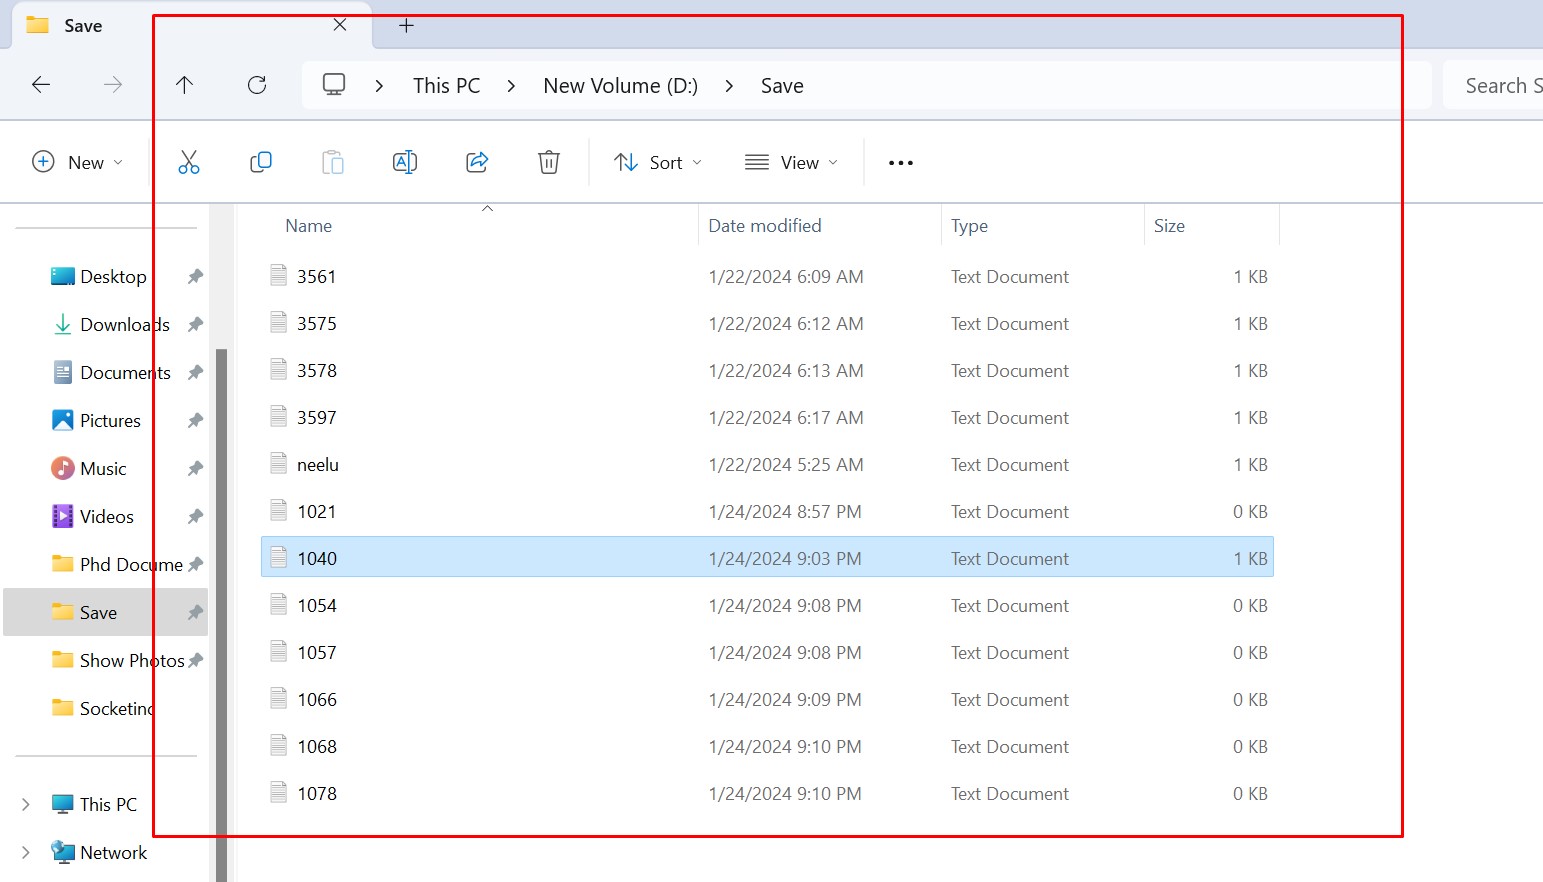 Save
This PC > New Volume (D:) > Save
Search S
New
Sort
View
Name Date modified Type Size
Desktop
Downloads
Documents
Pictures
Music
Videos
Phd Docume
Save
Show Photos
Socketinc
This PC
Network
3561 1/22/2024 6:09 AM Text Document 1 KB
3575 1/22/2024 6:12 AM Text Document 1 KB
3578 1/22/2024 6:13 AM Text Document 1 KB
3597 1/22/2024 6:17 AM Text Document 1 KB
neelu 1/22/2024 5:25 AM Text Document 1 KB
1021 1/24/2024 8:57 PM Text Document 0 KB
1040 1/24/2024 9:03 PM Text Document 1 KB
1054 1/24/2024 9:08 PM Text Document 0 KB
1057 1/24/2024 9:08 PM Text Document 0 KB
1066 1/24/2024 9:09 PM Text Document 0 KB
1068 1/24/2024 9:10 PM Text Document 0 KB
1078 1/24/2024 9:10 PM Text Document 0 KB